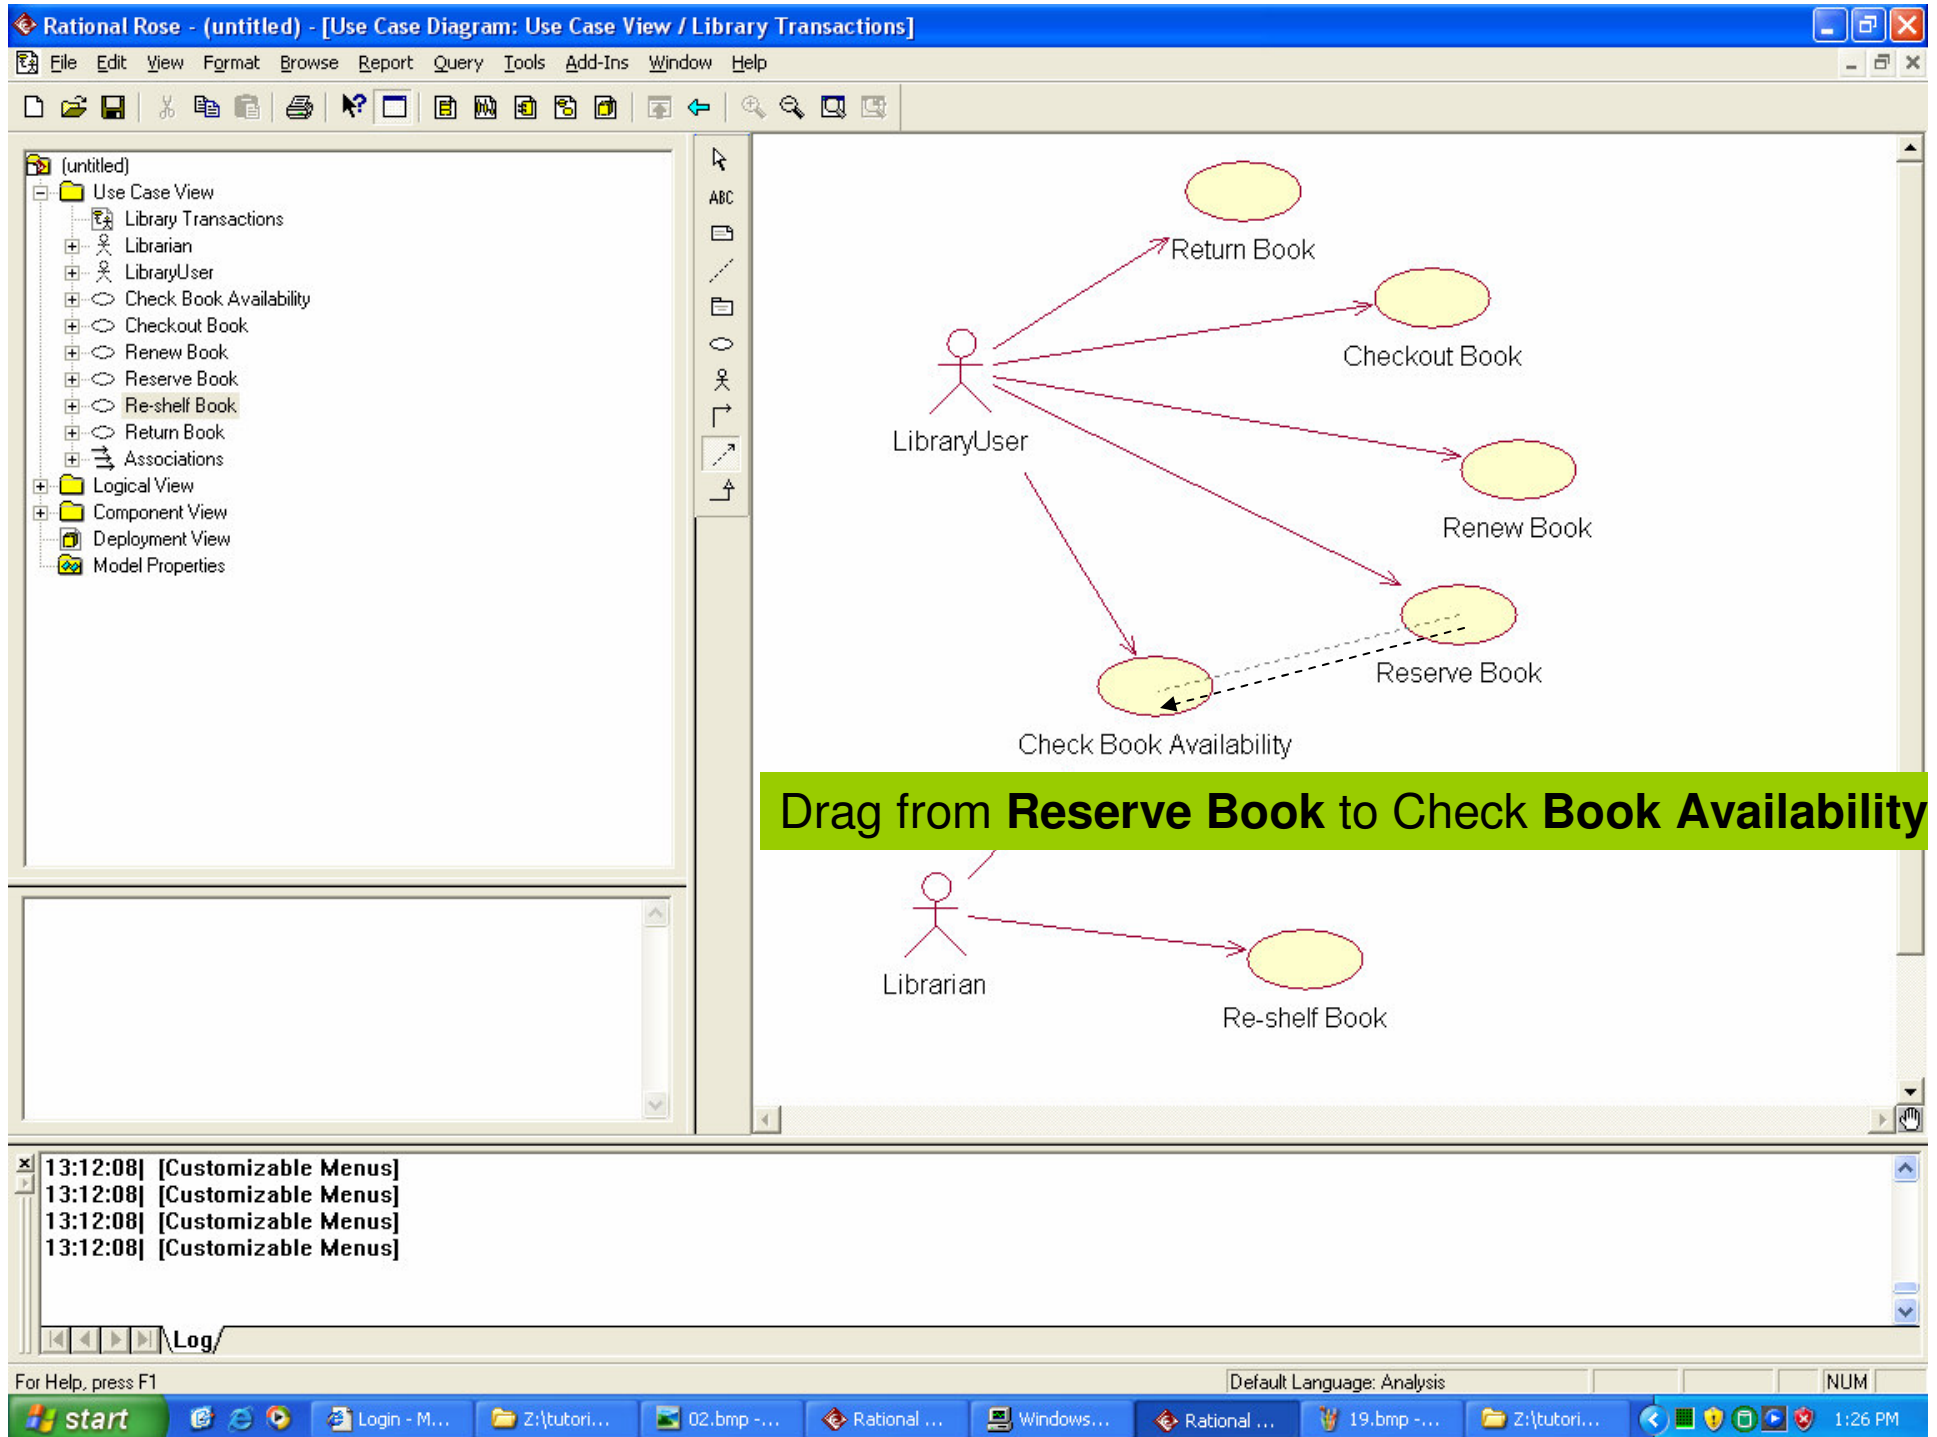 Rational Rose - (untitled) - [Use Case Diagram: Use Case View / Library Transactions]
File Edit View Format Browse Report Query Tools Add-Ins Window Help
(untitled)
Use Case View
Library Transactions
Librarian
LibraryUser
Check Book Availability
Checkout Book
Renew Book
Reserve Book
Re-shelf Book
Return Book
Associations
Logical View
Component View
Deployment View
Model Properties
ABC
Return Book
Checkout Book
LibraryUser
Renew Book
Reserve Book
Check Book Availability
Drag from Reserve Book to Check Book Availability
Librarian
Re-shelf Book
13:12:08| [Customizable Menus]
13:12:08| [Customizable Menus]
13:12:08| [Customizable Menus]
13:12:08| [Customizable Menus]
Log
For Help, press F1
Default Language: Analysis
NUM
start
Login - M...
Z:\tutori...
02.bmp -...
Rational ...
Windows...
Rational ...
19.bmp -...
Z:\tutori...
1:26 PM